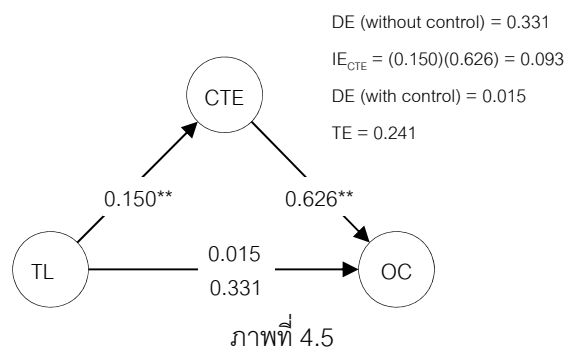 DE (without control) = 0.331
IE_CTE = (0.150)(0.626) = 0.093
DE (with control) = 0.015
TE = 0.241
CTE
0.150**
0.626**
TL
0.015
0.331
OC
ภาพที่ 4.5